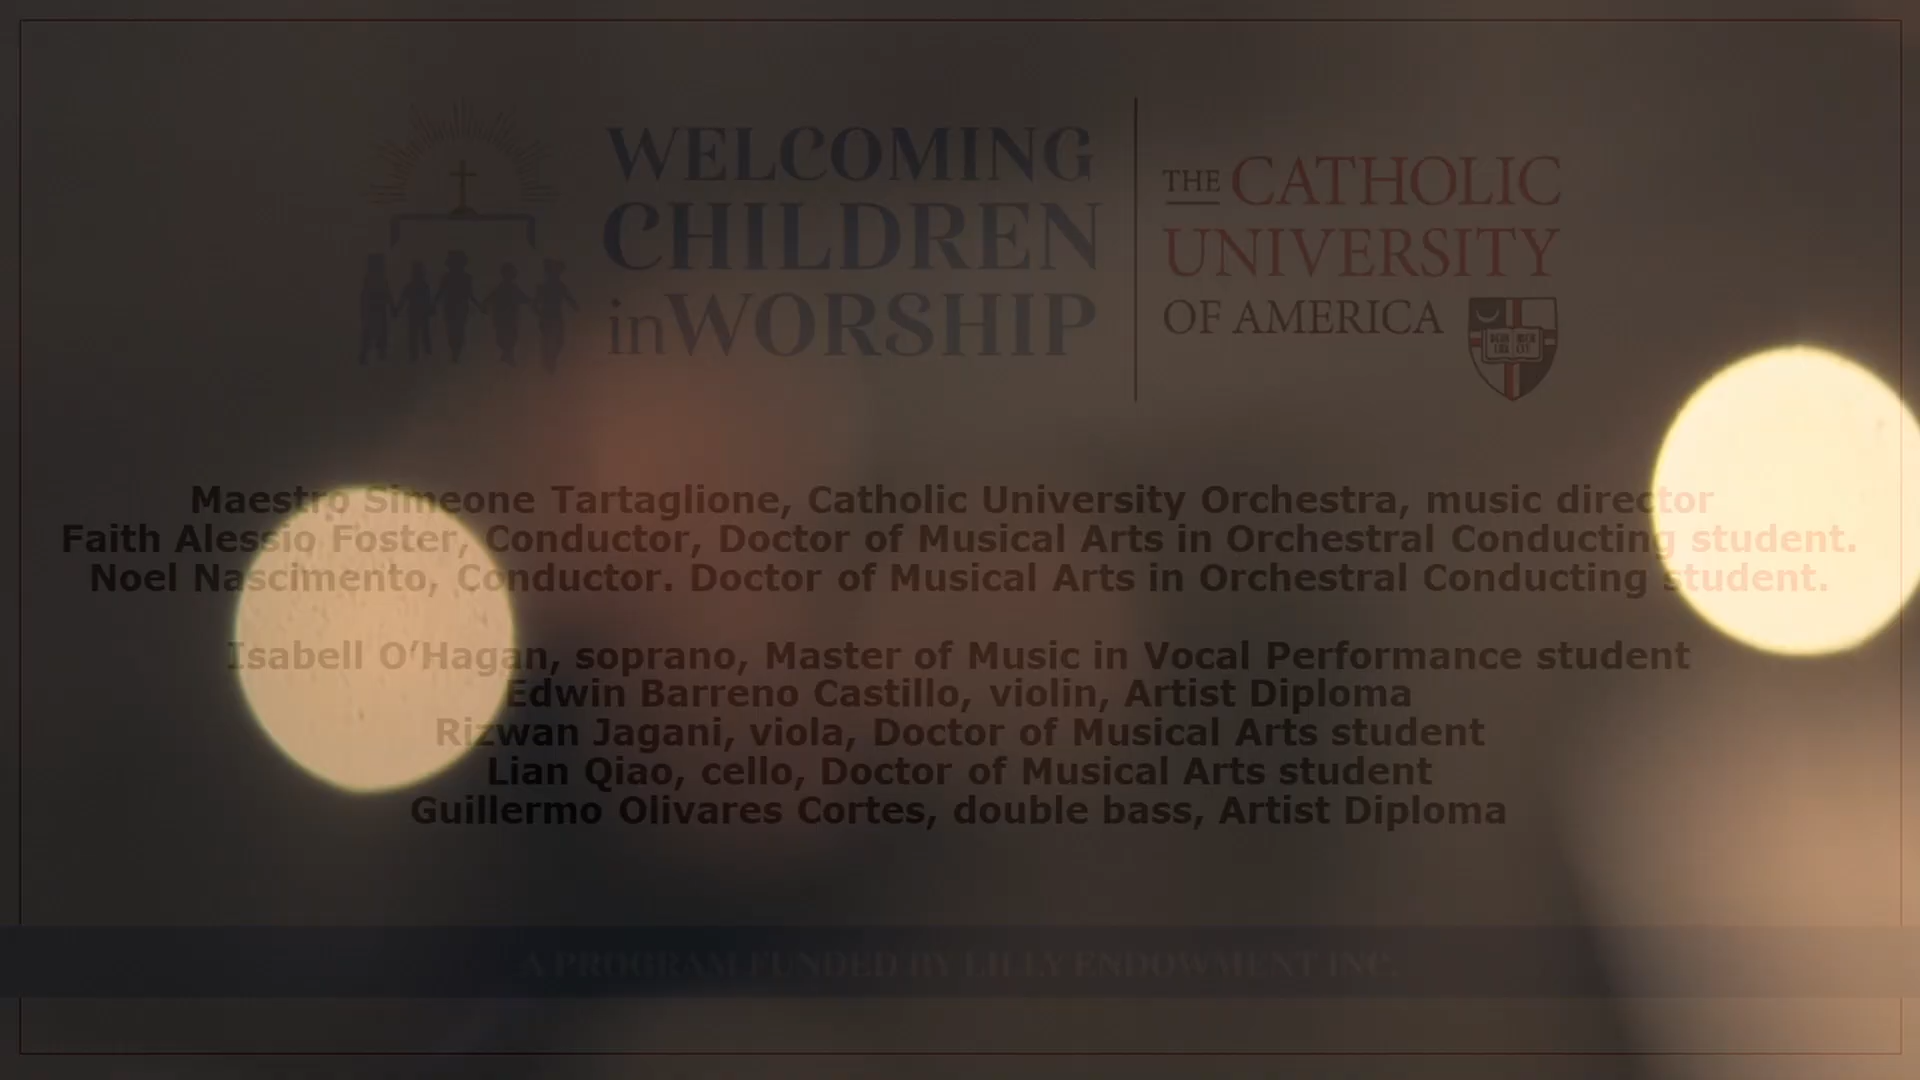 WELCOMING
CHILDREN
in WORSHIP
THE CATHOLIC
UNIVERSITY
OF AMERICA
Maestro Simeone Tartaglione, Catholic University Orchestra, music director
Faith Alessio Foster, Conductor, Doctor of Musical Arts in Orchestral Conducting student.
Noel Nascimento, Conductor. Doctor of Musical Arts in Orchestral Conducting student.
Isabell O’Hagan, soprano, Master of Music in Vocal Performance student
Edwin Barreno Castillo, violin, Artist Diploma
Rizwan Jagani, viola, Doctor of Musical Arts student
Lian Qiao, cello, Doctor of Musical Arts student
Guillermo Olivares Cortes, double bass, Artist Diploma
A PROGRAM FUNDED BY LILLY ENDOWMENT INC.